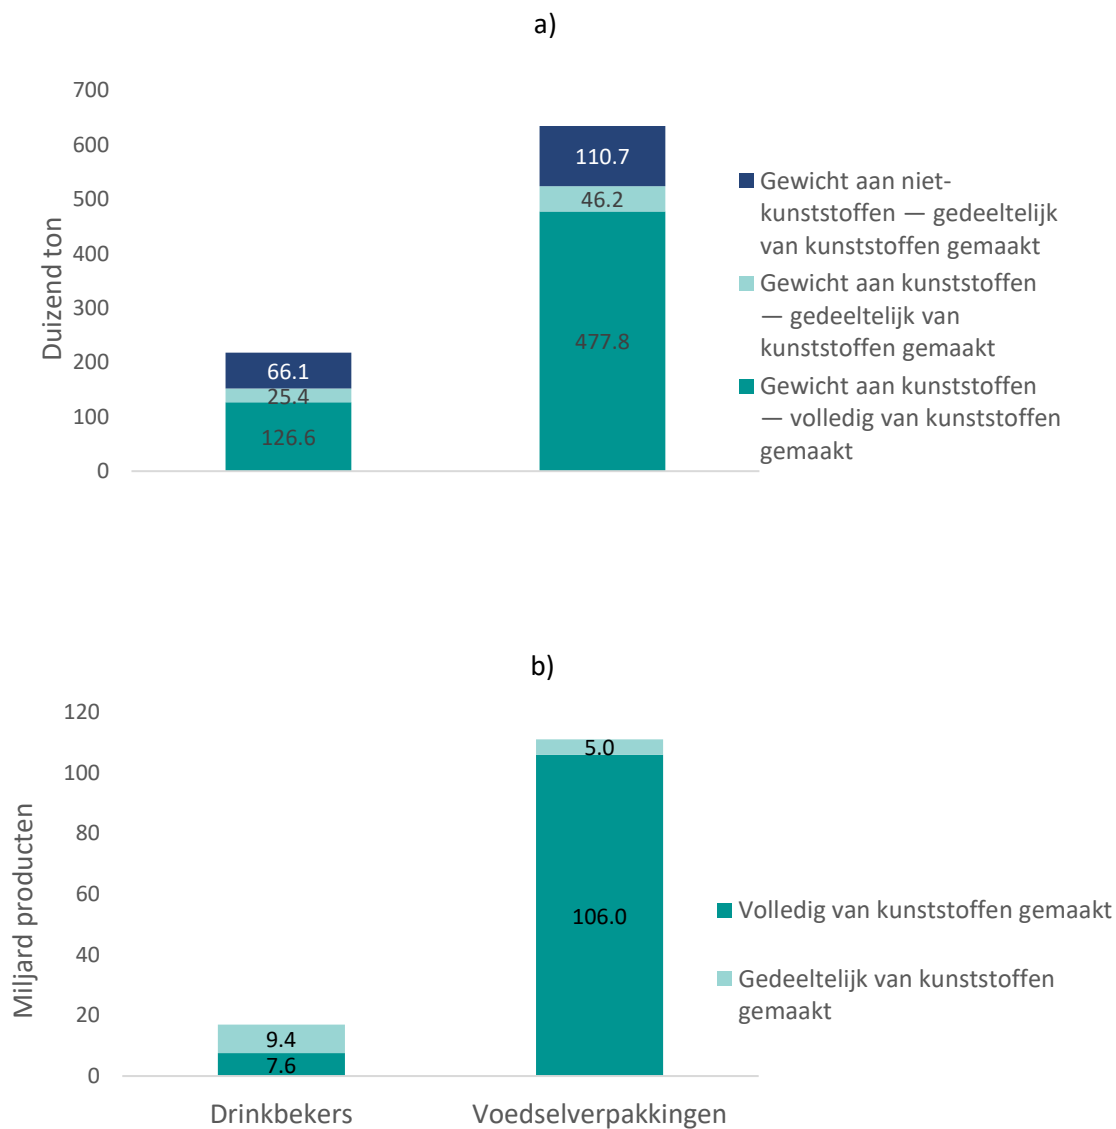 a)
Duizend ton
700
600
500
400
300
200
100
0
66.1
25.4
126.6
110.7
46.2
477.8
Gewicht aan niet-
kunststoffen — gedeeltelijk
van kunststoffen gemaakt
Gewicht aan kunststoffen
— gedeeltelijk van
kunststoffen gemaakt
Gewicht aan kunststoffen
— volledig van kunststoffen
gemaakt
b)
Miljard producten
120
100
80
60
40
20
0
9.4
7.6
5.0
106.0
Volledig van kunststoffen gemaakt
Gedeeltelijk van kunststoffen
gemaakt
Drinkbekers
Voedselverpakkingen